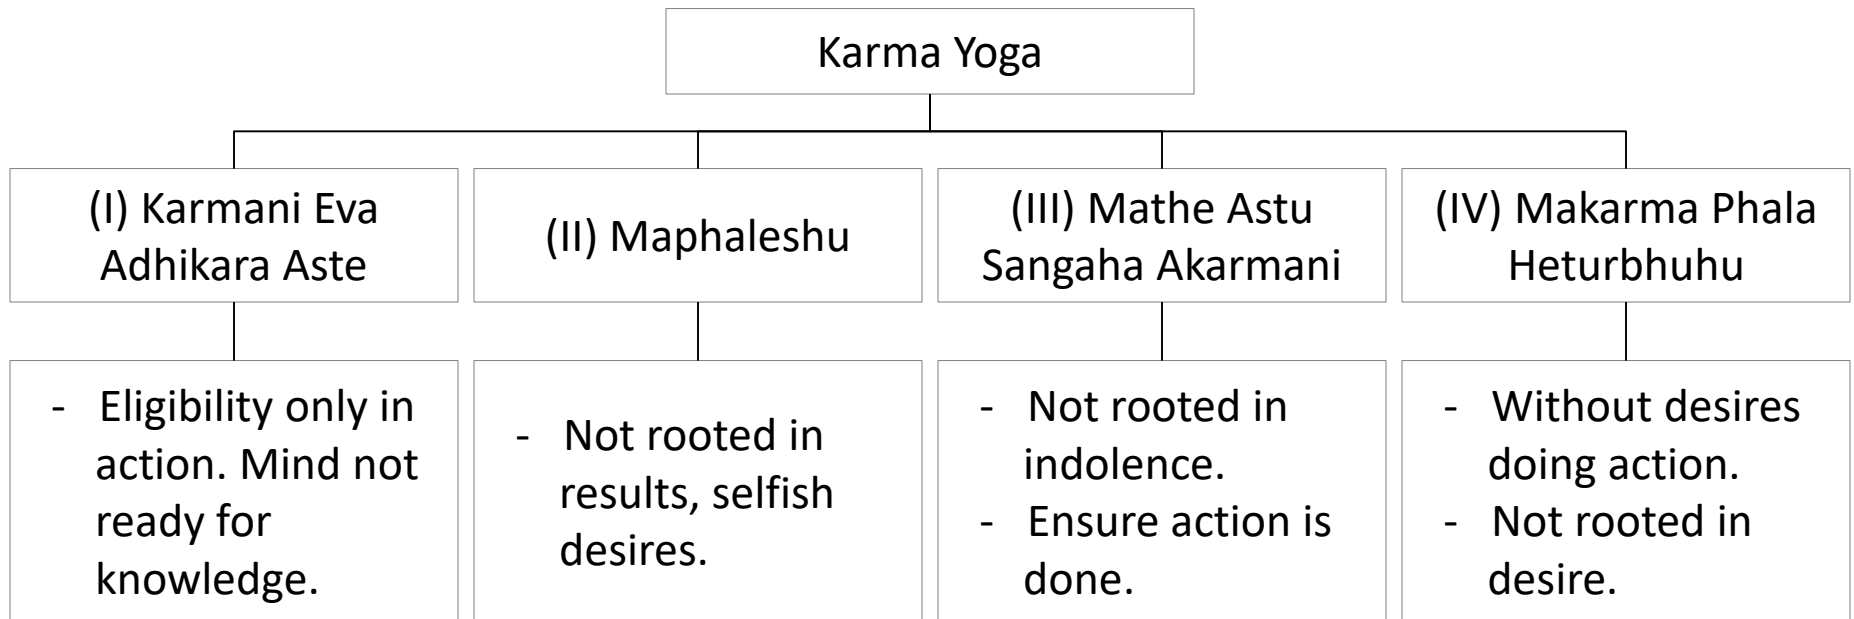 Karma Yoga
(I) Karmani Eva
Adhikara Aste
(II) Maphaleshu
(III) Mathe Astu
Sangaha Akarmani
(IV) Makarma Phala
Heturbhuhu
- Eligibility only in
action. Mind not
ready for
knowledge.
- Not rooted in
results, selfish
desires.
- Not rooted in
indolence.
- Ensure action is
done.
- Without desires
doing action.
- Not rooted in
desire.